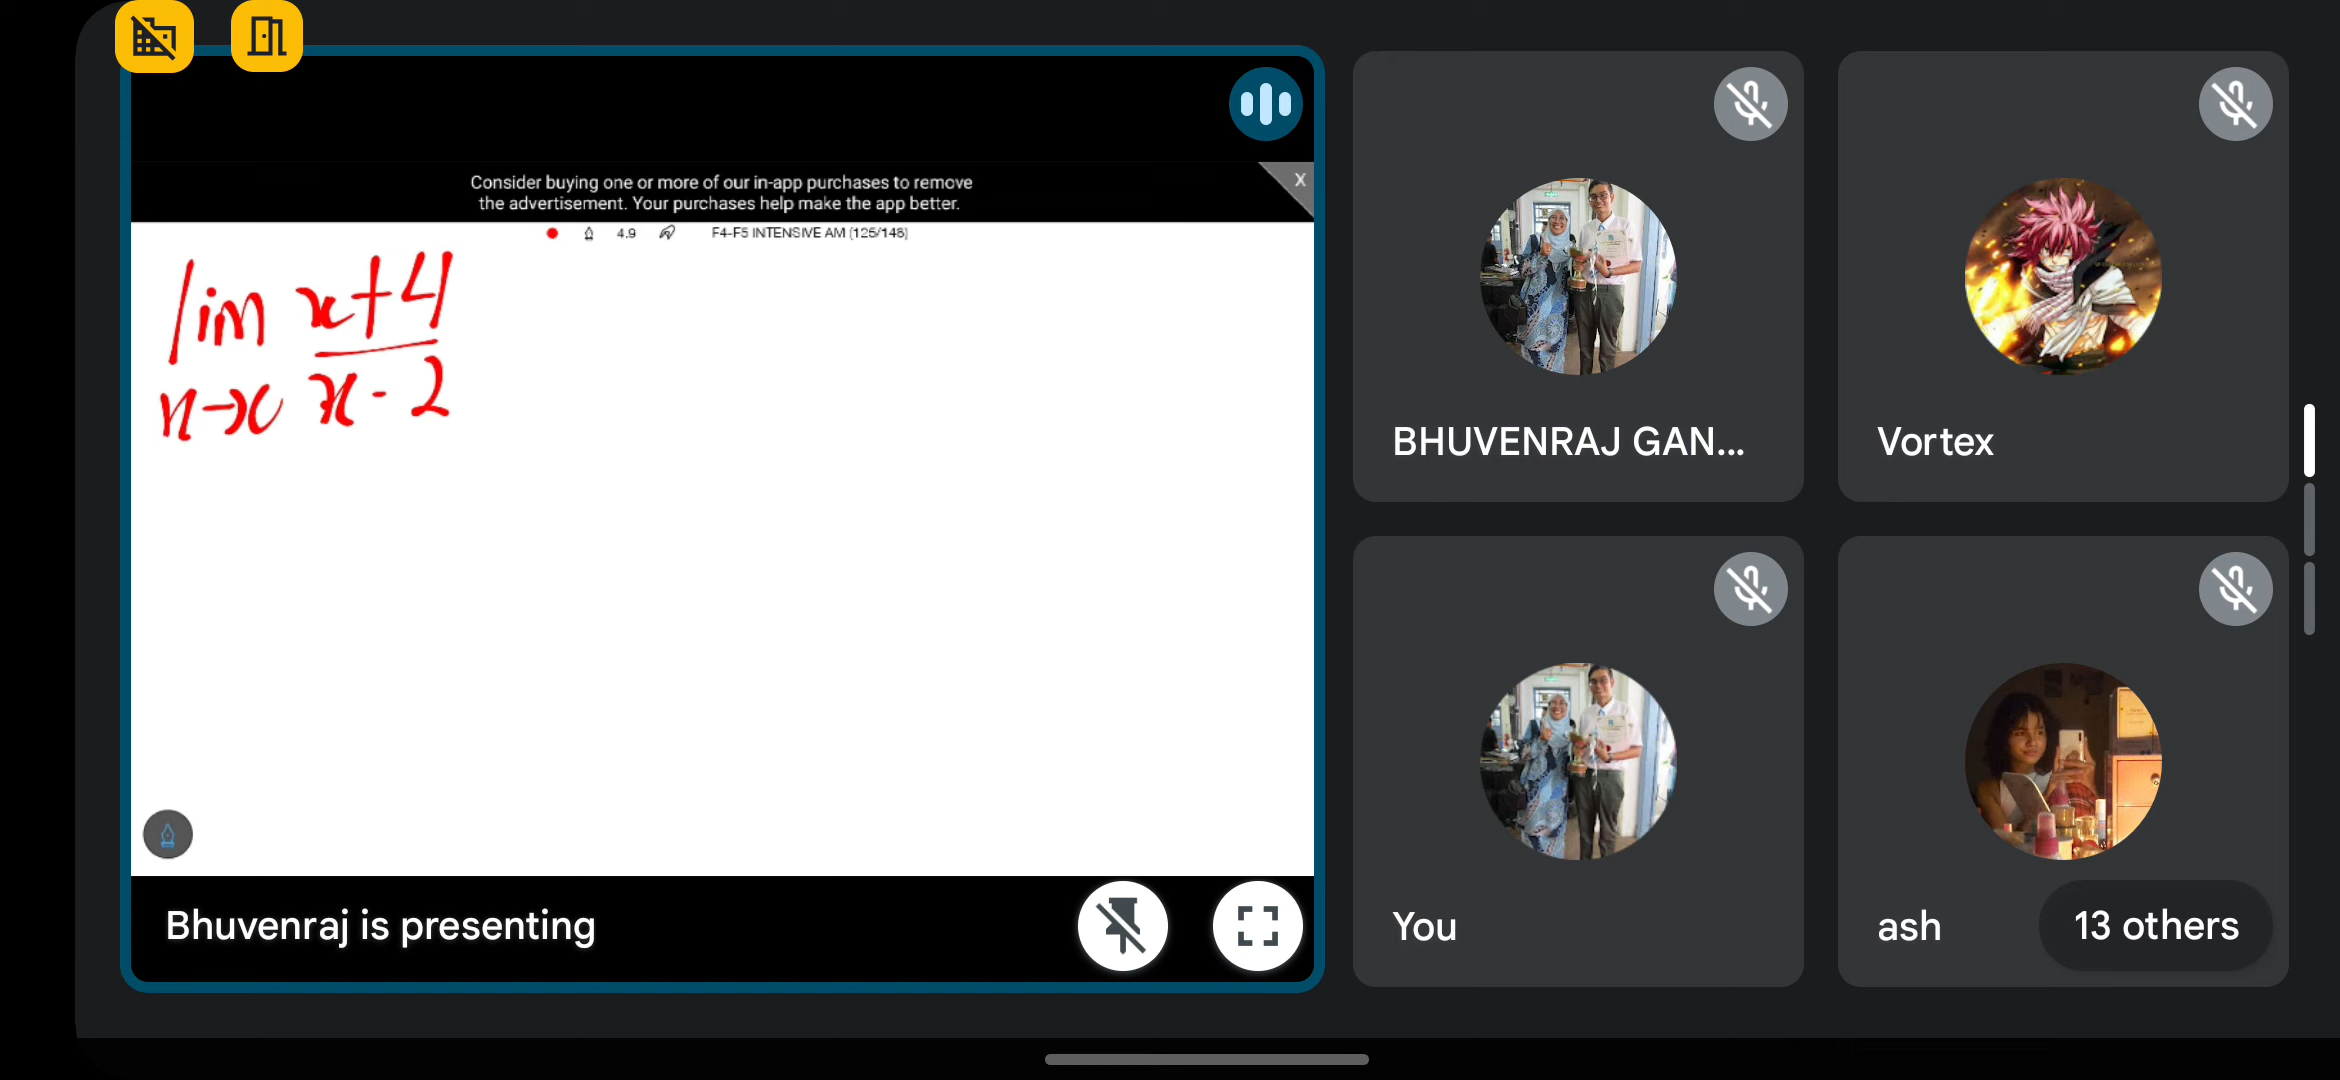 Consider buying one or more of our in-app purchases to remove
the advertisement. Your purchases help make the app better.
X
4.9 F4-F5 INTENSIVE AM (125/148)
lim x+4
n→x x-2
Bhuvenraj is presenting
BHUVENRAJ GAN...
Vortex
You
ash
13 others